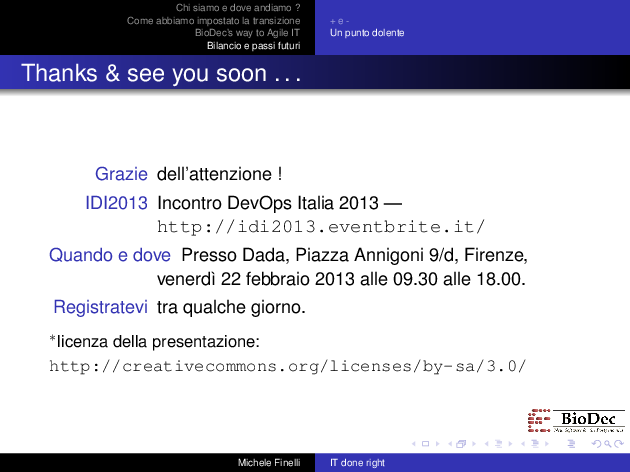 Chi siamo e dove andiamo ?
Come abbiamo impostato la transizione
BioDec's way to Agile IT
Bilancio e passi futuri
+ e -
Un punto dolente
Thanks & see you soon . . .
Grazie dell'attenzione !
IDI2013 Incontro DevOps Italia 2013 —
http://idi2013.eventbrite.it/
Quando e dove Presso Dada, Piazza Annigoni 9/d, Firenze,
venerdì 22 febbraio 2013 alle 09.30 alle 18.00.
Registratevi tra qualche giorno.
*licenza della presentazione:
http://creativecommons.org/licenses/by-sa/3.0/
BioDec
Michele Finelli
IT done right